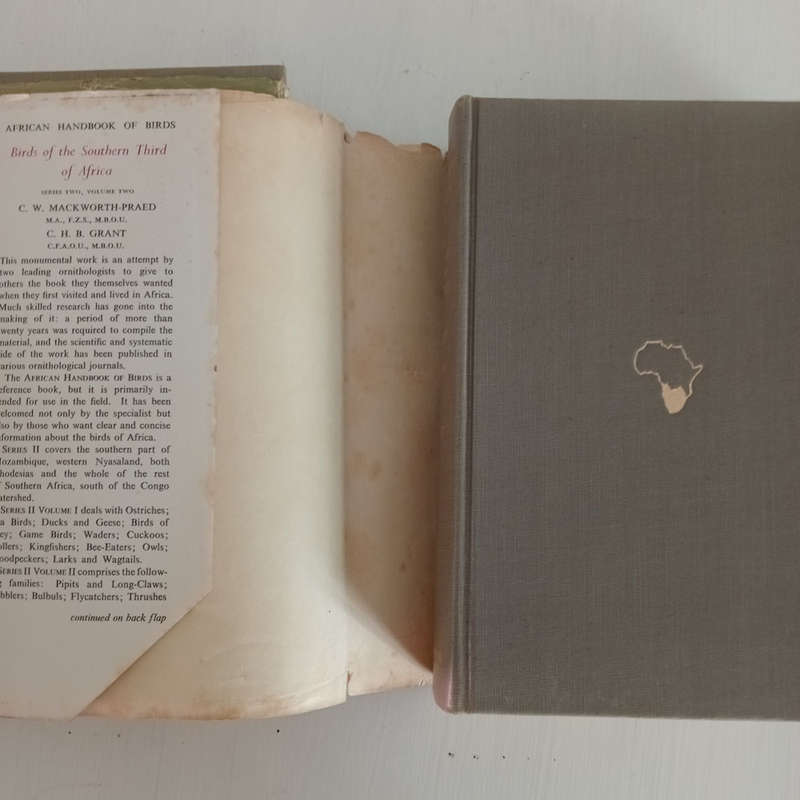 AFRICAN HANDBOOK OF BIRDS
Birds of the Southern Third
of Africa
SERIES TWO, VOLUME TWO
C. W. MACKWORTH-PRAED
M.A., F.Z.S., M.B.O.U.
C. H. B. GRANT
C.F.A.O.U., M.B.O.U.
This monumental work is an attempt by
two leading ornithologists to give to
others the book they themselves wanted
when they first visited and lived in Africa.
Much skilled research has gone into the
making of it: a period of more than
twenty years was required to compile the
material, and the scientific and systematic
side of the work has been published in
various ornithological journals.
The AFRICAN HANDBOOK OF BIRDS is a
reference book, but it is primarily in-
tended for use in the field. It has been
welcomed not only by the specialist but
also by those who want clear and concise
information about the birds of Africa.
SERIES II covers the southern part of
Mozambique, western Nyasaland, both
Rhodesias and the whole of the rest
of Southern Africa, south of the Congo
watershed.
SERIES II VOLUME I deals with Ostriches;
Birds; Ducks and Geese; Birds of
Game Birds; Waders; Cuckoos;
Kingfishers; Bee-Eaters; Owls;
Woodpeckers; Larks and Wagtails.
SERIES II VOLUME II comprises the follow-
families: Pipits and Long-Claws;
Bulbuls; Flycatchers; Thrushes
continued on back flap